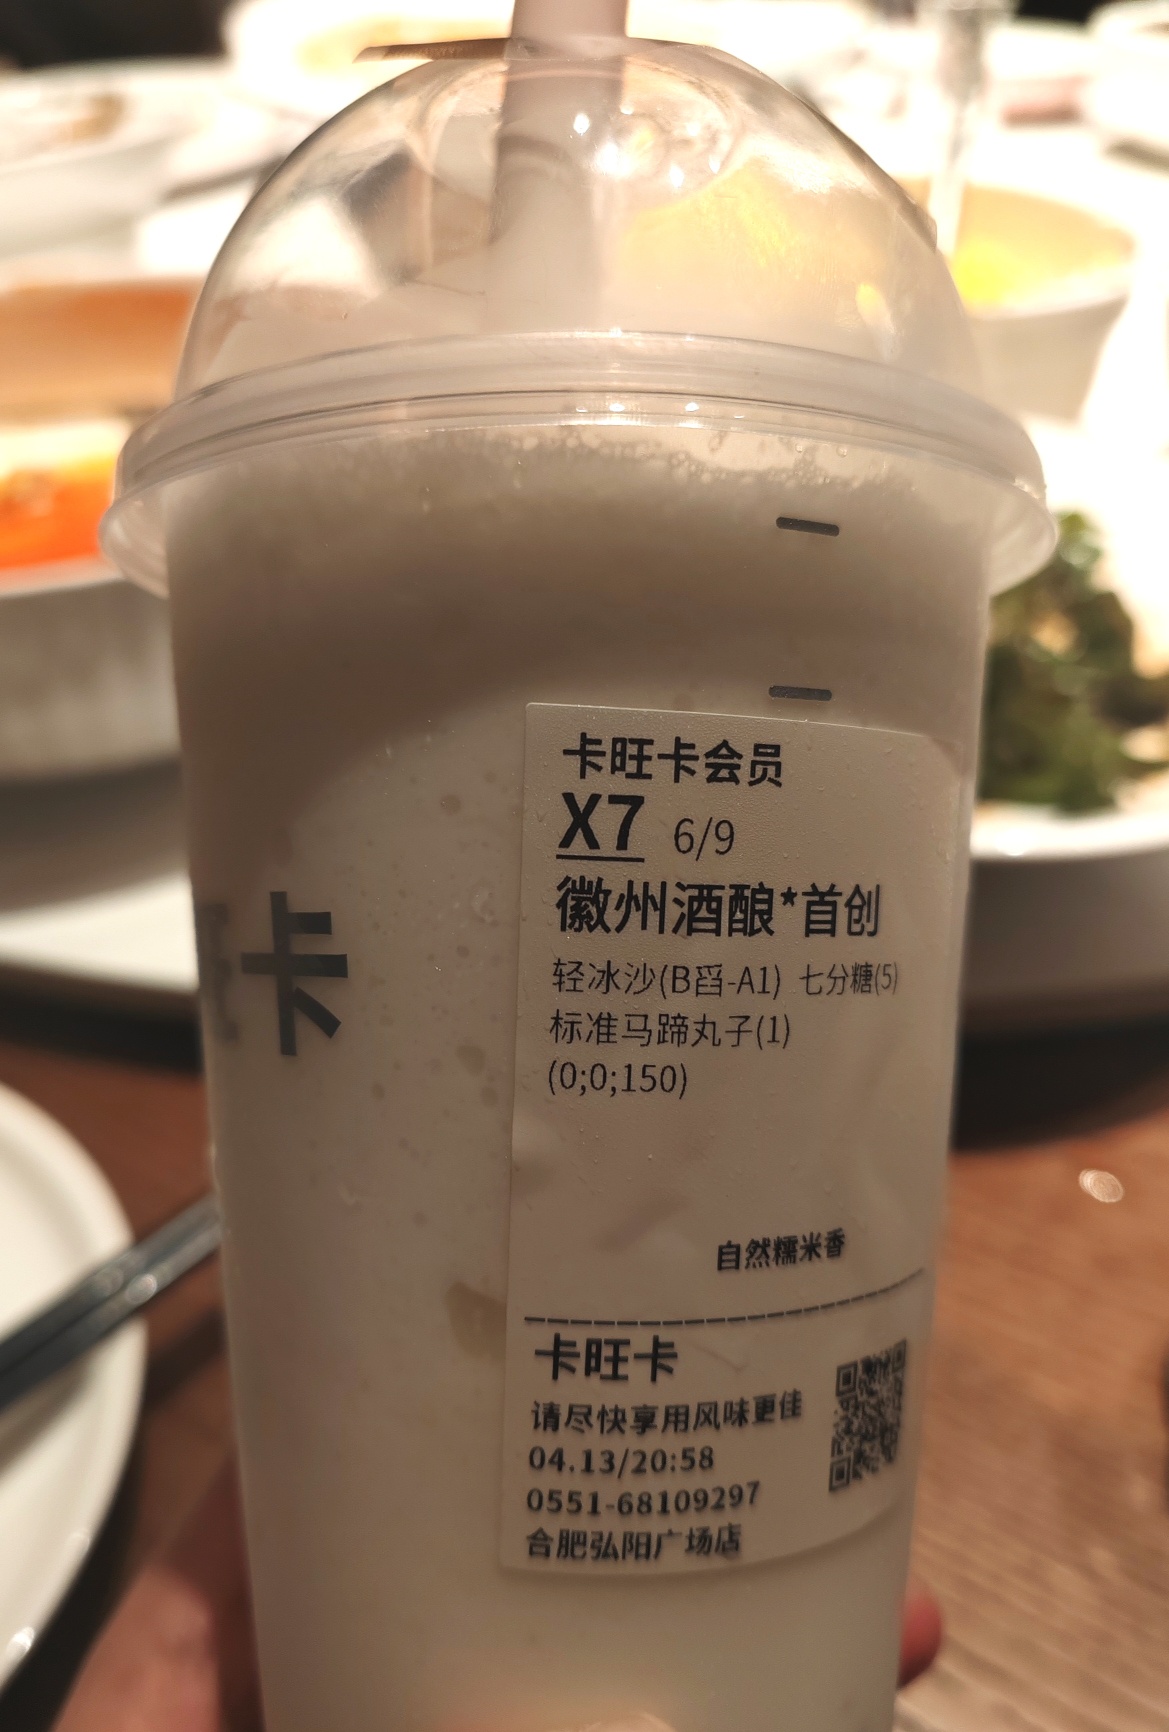 卡旺卡会员
X7 6/9
徽州酒酿*首创
轻冰沙(B舀-A1) 七分糖(5)
标准马蹄丸子(1)
(0;0;150)
自然糯米香
卡旺卡
请尽快享用风味更佳
04.13/20:58
0551-68109297
合肥弘阳广场店
卡